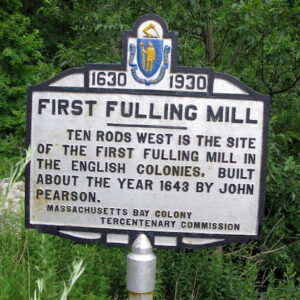 1630 1930
FIRST FULLING MILL
TEN RODS WEST IS THE SITE
OF THE FIRST FULLING MILL IN
THE ENGLISH COLONIES, BUILT
ABOUT THE YEAR 1643 BY JOHN
PEARSON.
MASSACHUSETTS BAY COLONY
TERCENTENARY COMMISSION